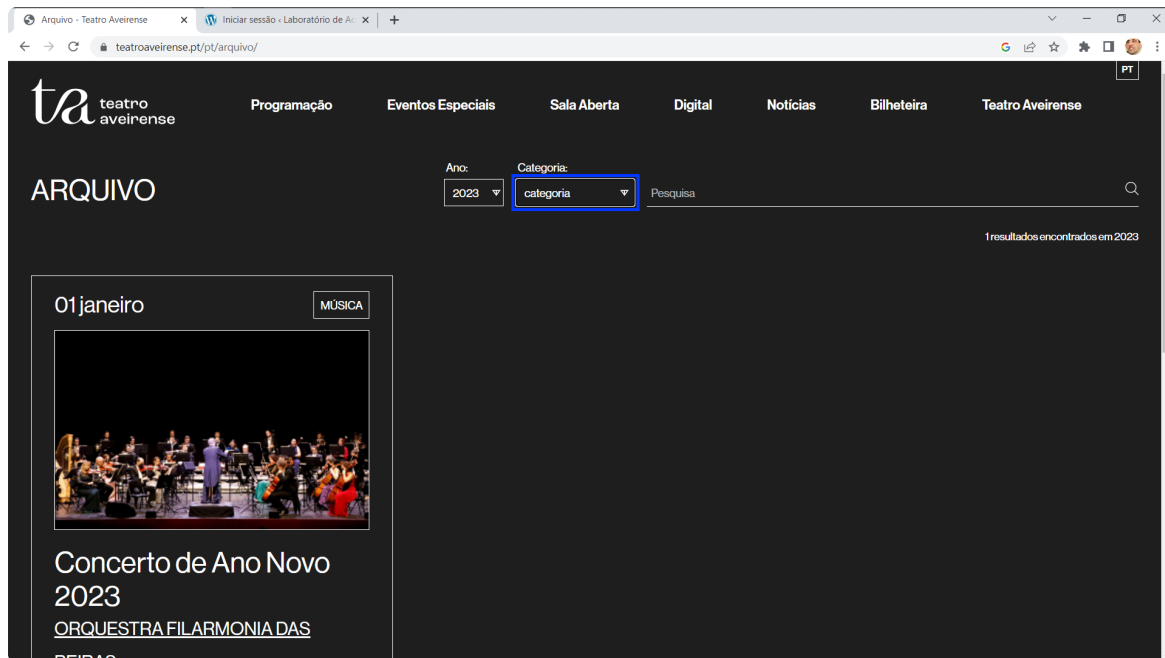 Arquivo - Teatro Aveirense
Iniciar sessão ‹ Laboratório de Ac
teatroaveirense.pt/pt/arquivo/
PT
ta teatro aveirense
Programação
Eventos Especiais
Sala Aberta
Digital
Notícias
Bilheteira
Teatro Aveirense
ARQUIVO
Ano:
2023
Categoria:
categoria
Pesquisa
1 resultados encontrados em 2023
01 janeiro
MÚSICA
Concerto de Ano Novo
2023
ORQUESTRA FILARMONIA DAS
BEIRAS